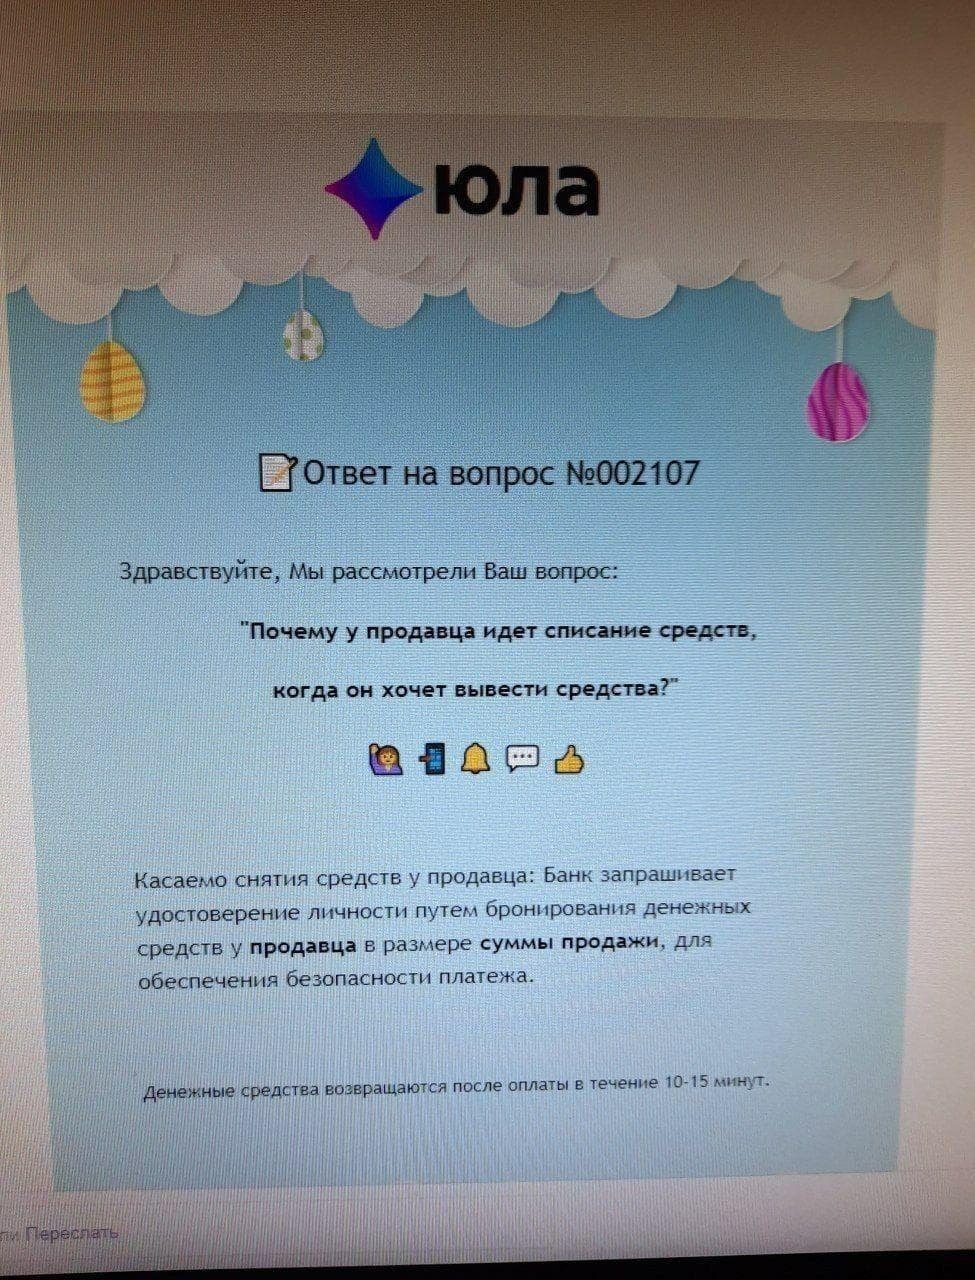 юла
Ответ на вопрос №002107
Здравствуйте, Мы рассмотрели Ваш вопрос:
"Почему у продавца идет списание средств,
когда он хочет вывести средства?"
Касаемо снятия средств у продавца: Банк запрашивает
удостоверение личности путем бронирования денежных
средств у продавца в размере суммы продажи, для
обеспечения безопасности платежа.
Денежные средства возвращаются после оплаты в течение 10-15 минут.
Переслать